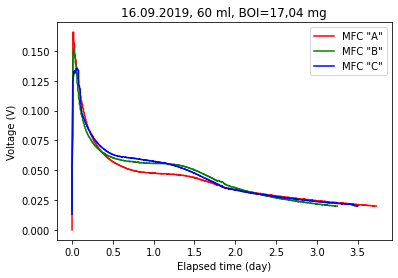 16.09.2019, 60 ml, BOI=17,04 mg
MFC "A"
MFC "B"
MFC "C"
Voltage (V)
0.150
0.125
0.100
0.075
0.050
0.025
0.000
0.0 0.5 1.0 1.5 2.0 2.5 3.0 3.5
Elapsed time (day)